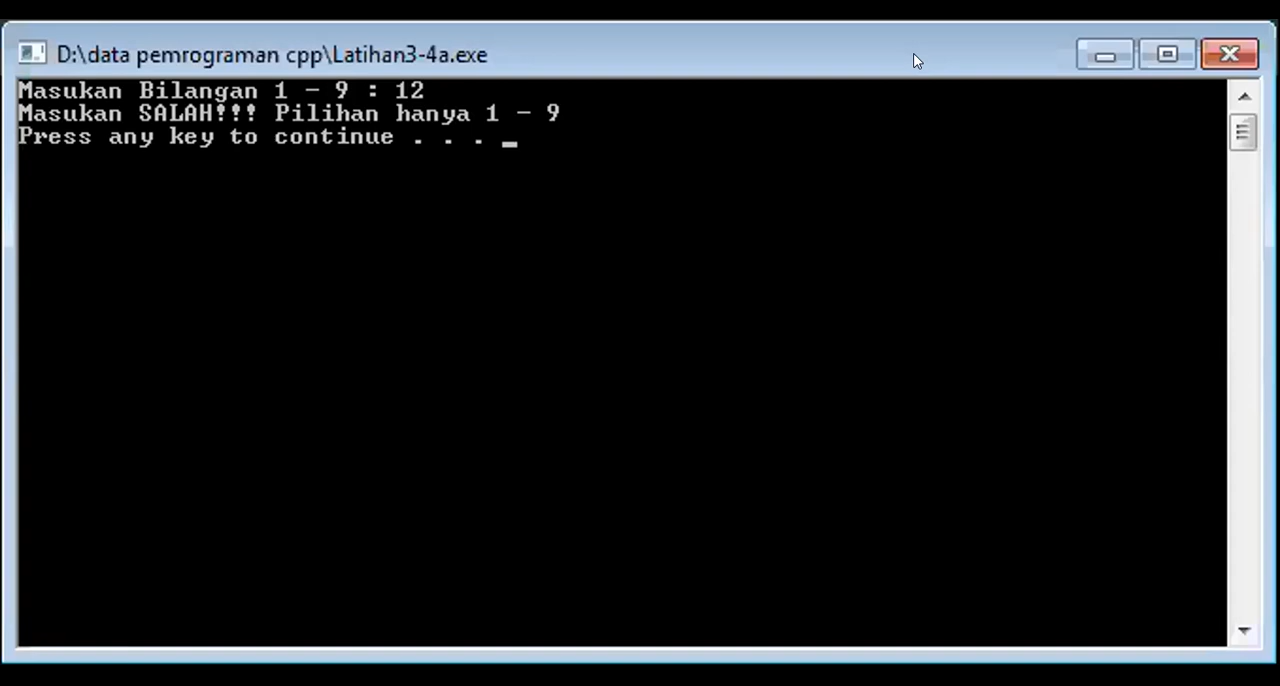 D:\data pemrograman cpp\Latihan3-4a.exe
Masukan Bilangan 1 - 9 : 12
Masukan SALAH!!! Pilihan hanya 1 - 9
Press any key to continue . . . _